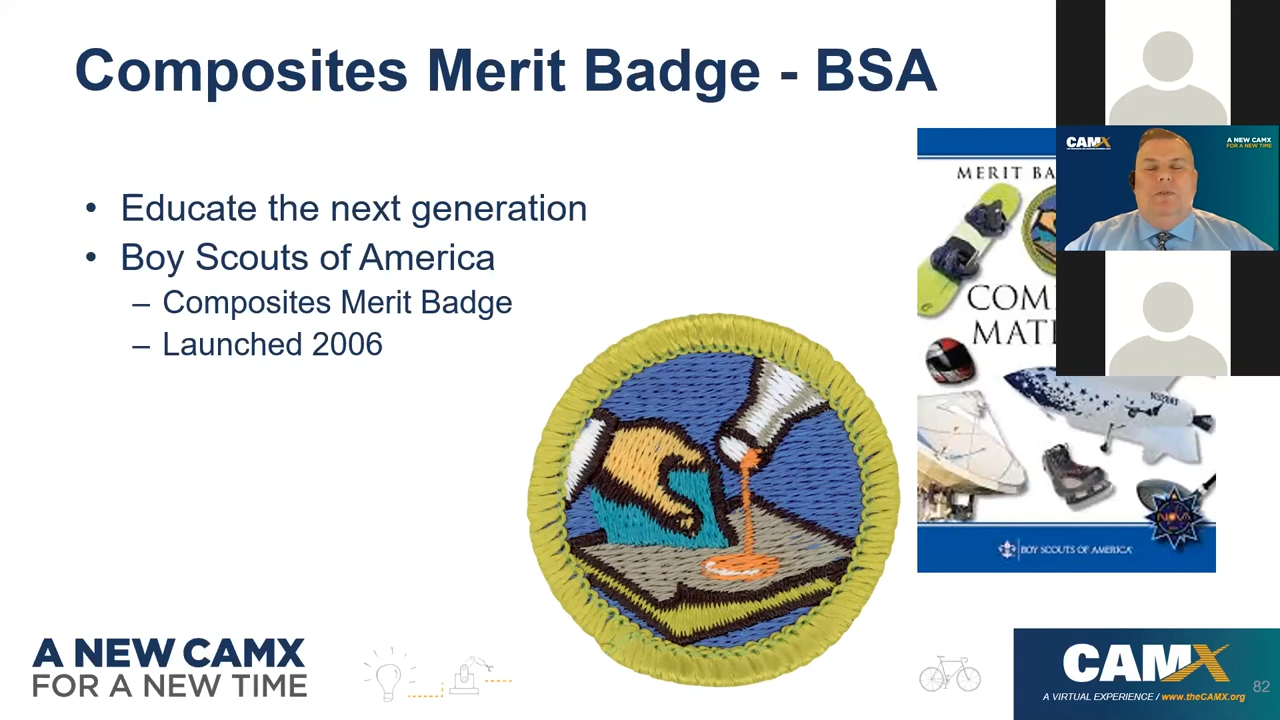 Composites Merit Badge - BSA
• Educate the next generation
• Boy Scouts of America
– Composites Merit Badge
– Launched 2006
MERIT BA
COM
MAT
BOY SCOUTS OF AMERICA
NOVA
CAMX
A NEW CAMX
FOR A NEW TIME
A NEW CAMX
FOR A NEW TIME
CAMX
A VIRTUAL EXPERIENCE / www.theCAMX.org
82